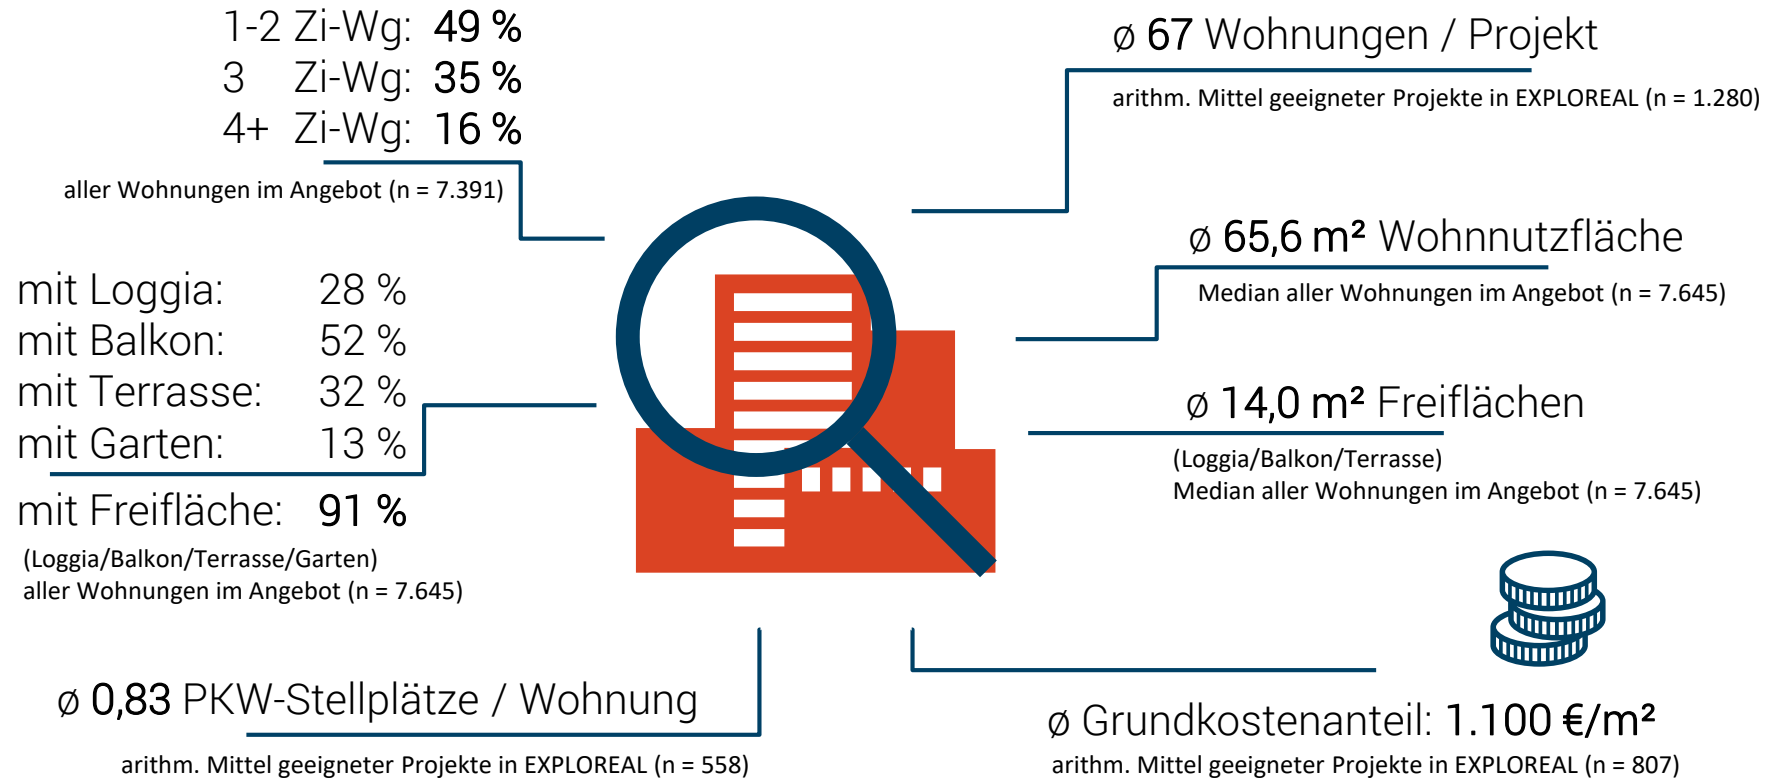 1-2 Zi-Wg: 49 %
3 Zi-Wg: 35 %
4+ Zi-Wg: 16 %
aller Wohnungen im Angebot (n = 7.391)
mit Loggia: 28 %
mit Balkon: 52 %
mit Terrasse: 32 %
mit Garten: 13 %
mit Freifläche: 91 %
(Loggia/Balkon/Terrasse/Garten)
aller Wohnungen im Angebot (n = 7.645)
ø 0,83 PKW-Stellplätze / Wohnung
arithm. Mittel geeigneter Projekte in EXPLOREAL (n = 558)
ø 67 Wohnungen / Projekt
arithm. Mittel geeigneter Projekte in EXPLOREAL (n = 1.280)
ø 65,6 m² Wohnnutzfläche
Median aller Wohnungen im Angebot (n = 7.645)
ø 14,0 m² Freiflächen
(Loggia/Balkon/Terrasse)
Median aller Wohnungen im Angebot (n = 7.645)
ø Grundkostenanteil: 1.100 €/m²
arithm. Mittel geeigneter Projekte in EXPLOREAL (n = 807)